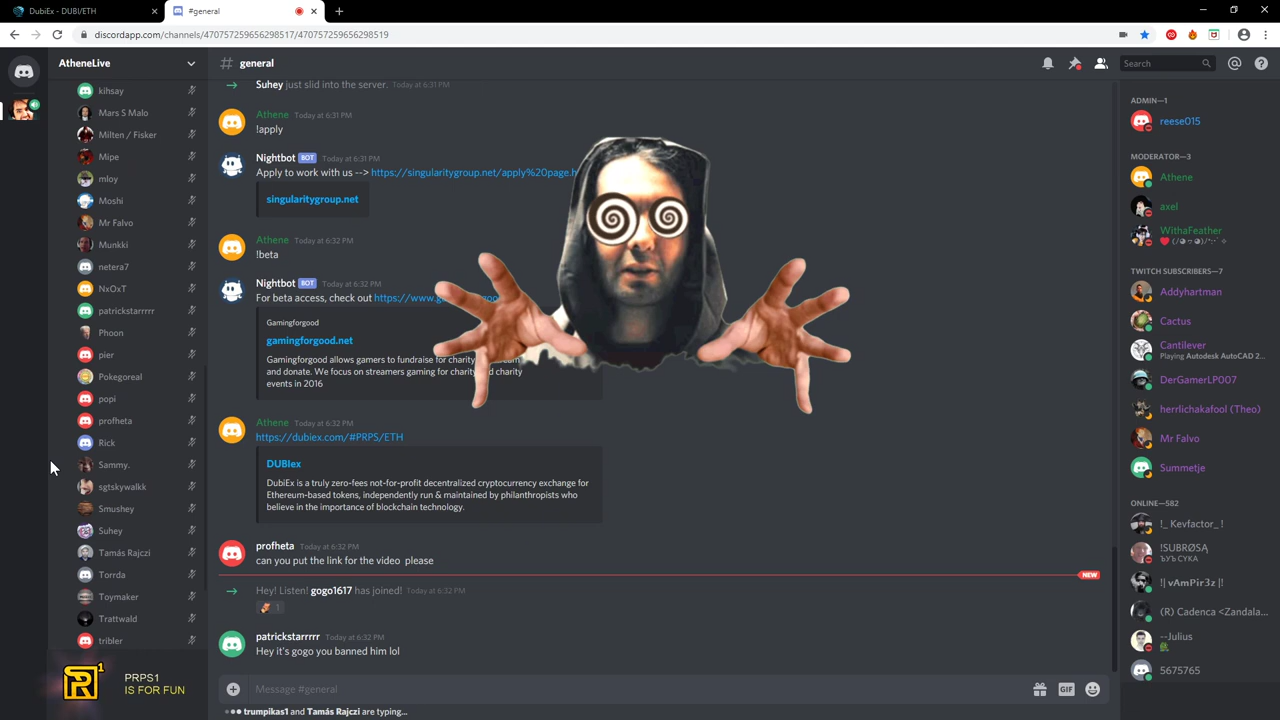 DubiEx - DUBI/ETH
#general
discordapp.com/channels/470757259656298517/470757259656298519
AtheneLive
# general
Search
kihsay
Mars S Malo
Milten / Fisker
Mipe
mloy
Moshi
Mr Falvo
Munkki
netera7
NxOxT
patrickstarrrrr
Phoon
pier
Pokegoreal
popi
profheta
Rick
Sammy.
sgtskywalkk
Smushey
Suhey
Tamás Rajczi
Torrda
Toymaker
Trattwald
tribler
PRPS1
IS FOR FUN
Suhey just slid into the server. Today at 6:31 PM
Athene Today at 6:31 PM
!apply
Nightbot BOT Today at 6:31 PM
Apply to work with us --> https://singularitygroup.net/apply%20page.h
singularitygroup.net
Athene Today at 6:32 PM
!beta
Nightbot BOT Today at 6:32 PM
For beta access, check out https://www.g
Gamingforgood
gamingforgood.net
Gamingforgood allows gamers to fundraise for charity
and donate. We focus on streamers gaming for charity and charity
events in 2016
Athene Today at 6:32 PM
https://dubiex.com/#PRPS/ETH
DUBIex
DubiEx is a truly zero-fees not-for-profit decentralized cryptocurrency exchange for
Ethereum-based tokens, independently run & maintained by philanthropists who
believe in the importance of blockchain technology.
profheta Today at 6:32 PM
can you put the link for the video please
NEW
Hey! Listen! gogo1617 has joined! Today at 6:32 PM
1
patrickstarrrrr Today at 6:32 PM
Hey it's gogo you banned him lol
Message #general
GIF
trumpikas1 and Tamás Rajczi are typing...
ADMIN—1
reese015
MODERATOR—3
Athene
axel
WithaFeather
TWITCH SUBSCRIBERS—7
Addyhartman
Cactus
Cantilever
Playing Autodesk AutoCAD 2...
DerGamerLP007
herrlichakafool (Theo)
Mr Falvo
Summetje
ONLINE—582
!_ Kevfactor_ !
!SUBRØSĄ
ЪУЪ СУКА
!| vAmPir3z |!
(R) Cadenca <Zandala...
--Julius
5675765